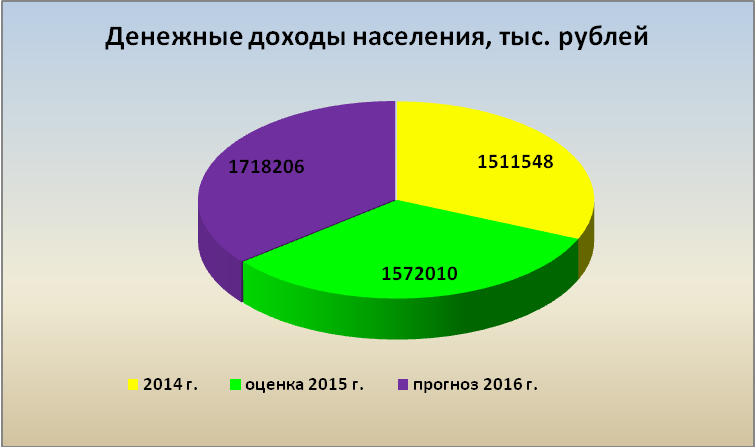 Денежные доходы населения, тыс. рублей
1718206
1511548
1572010
2014 г. оценка 2015 г. прогноз 2016 г.